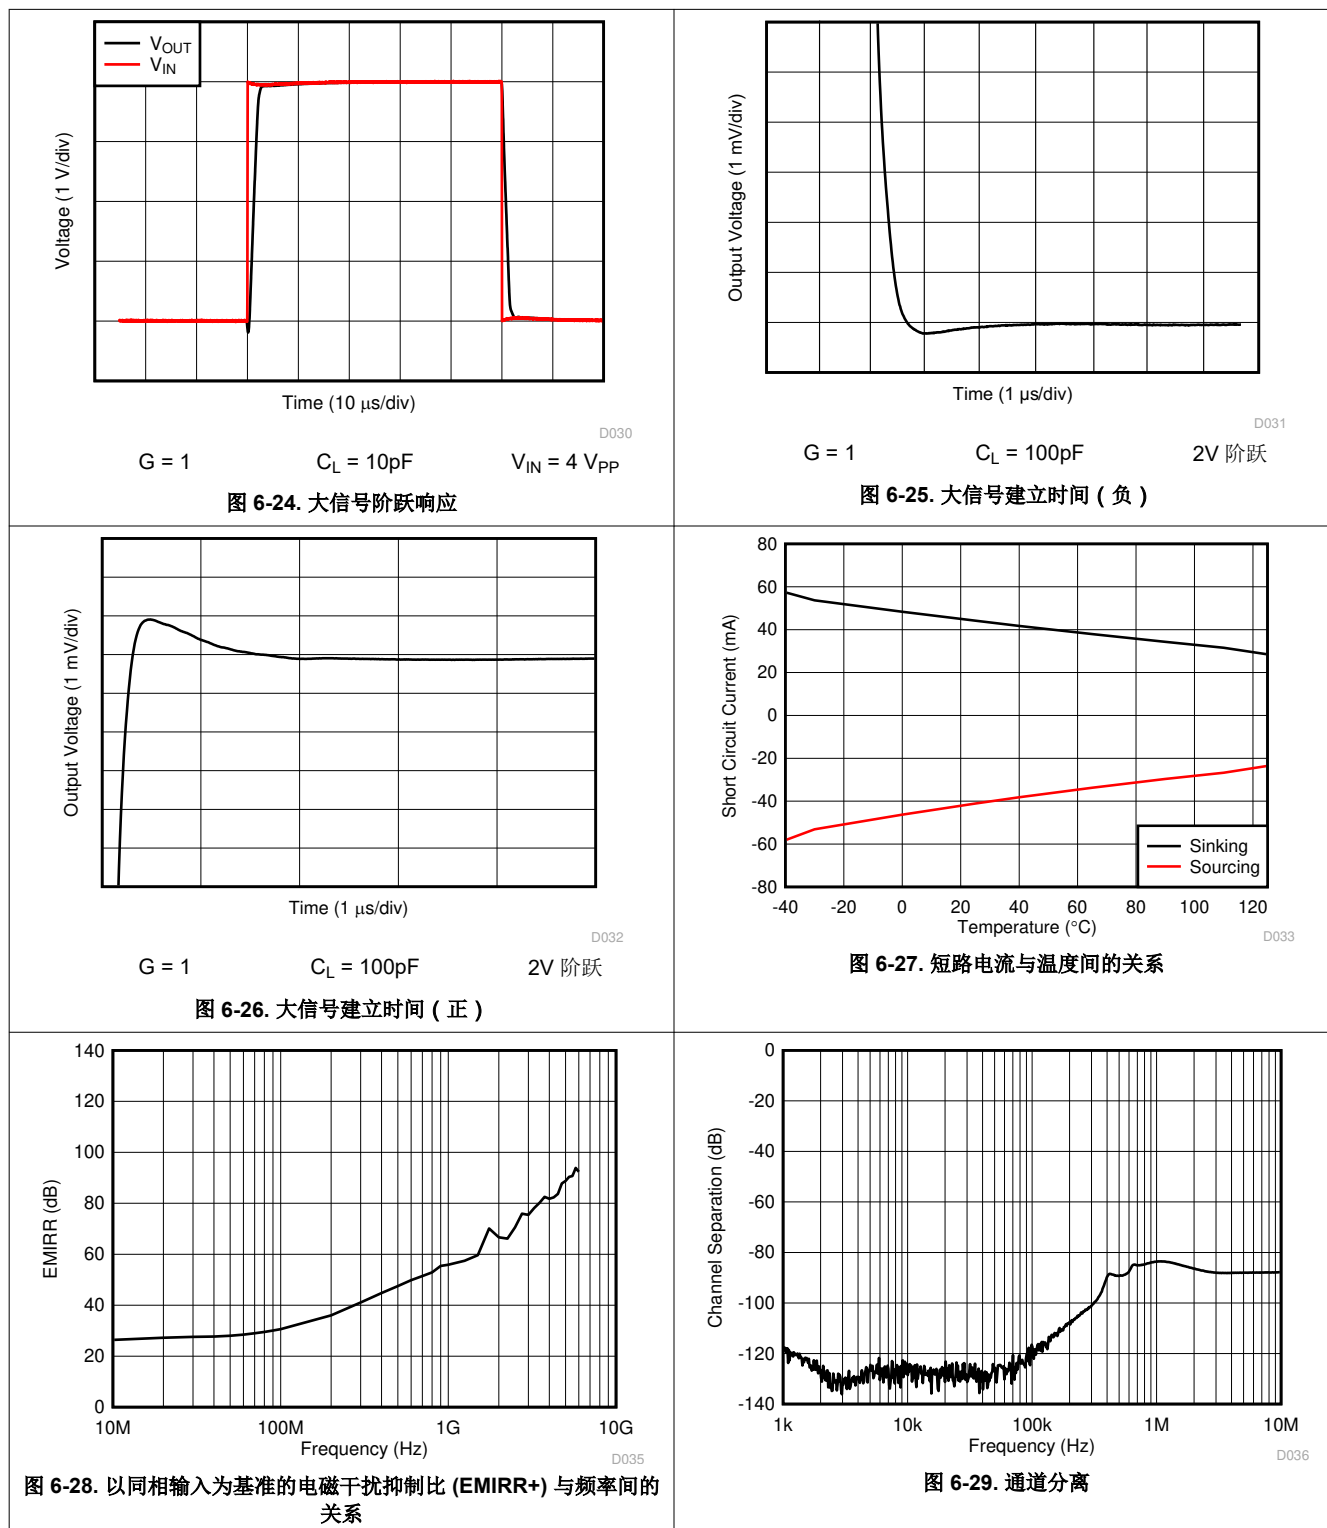 V_OUT
V_IN
Voltage (1 V/div)
Time (10 μs/div)
D030
G = 1 C_L = 10pF V_IN = 4 V_PP
图 6-24. 大信号阶跃响应
Output Voltage (1 mV/div)
Time (1 μs/div)
D031
G = 1 C_L = 100pF 2V 阶跃
图 6-25. 大信号建立时间（负）
Output Voltage (1 mV/div)
Time (1 μs/div)
D032
G = 1 C_L = 100pF 2V 阶跃
图 6-26. 大信号建立时间（正）
Short Circuit Current (mA)
80
60
40
20
0
-20
-40
-60
-80
Sinking
Sourcing
-40 -20 0 20 40 60 80 100 120
Temperature (°C)
D033
图 6-27. 短路电流与温度间的关系
EMIRR (dB)
140
120
100
80
60
40
20
0
10M 100M 1G 10G
Frequency (Hz)
D035
图 6-28. 以同相输入为基准的电磁干扰抑制比 (EMIRR+) 与频率间的
关系
Channel Separation (dB)
0
-20
-40
-60
-80
-100
-120
-140
1k 10k 100k 1M 10M
Frequency (Hz)
D036
图 6-29. 通道分离